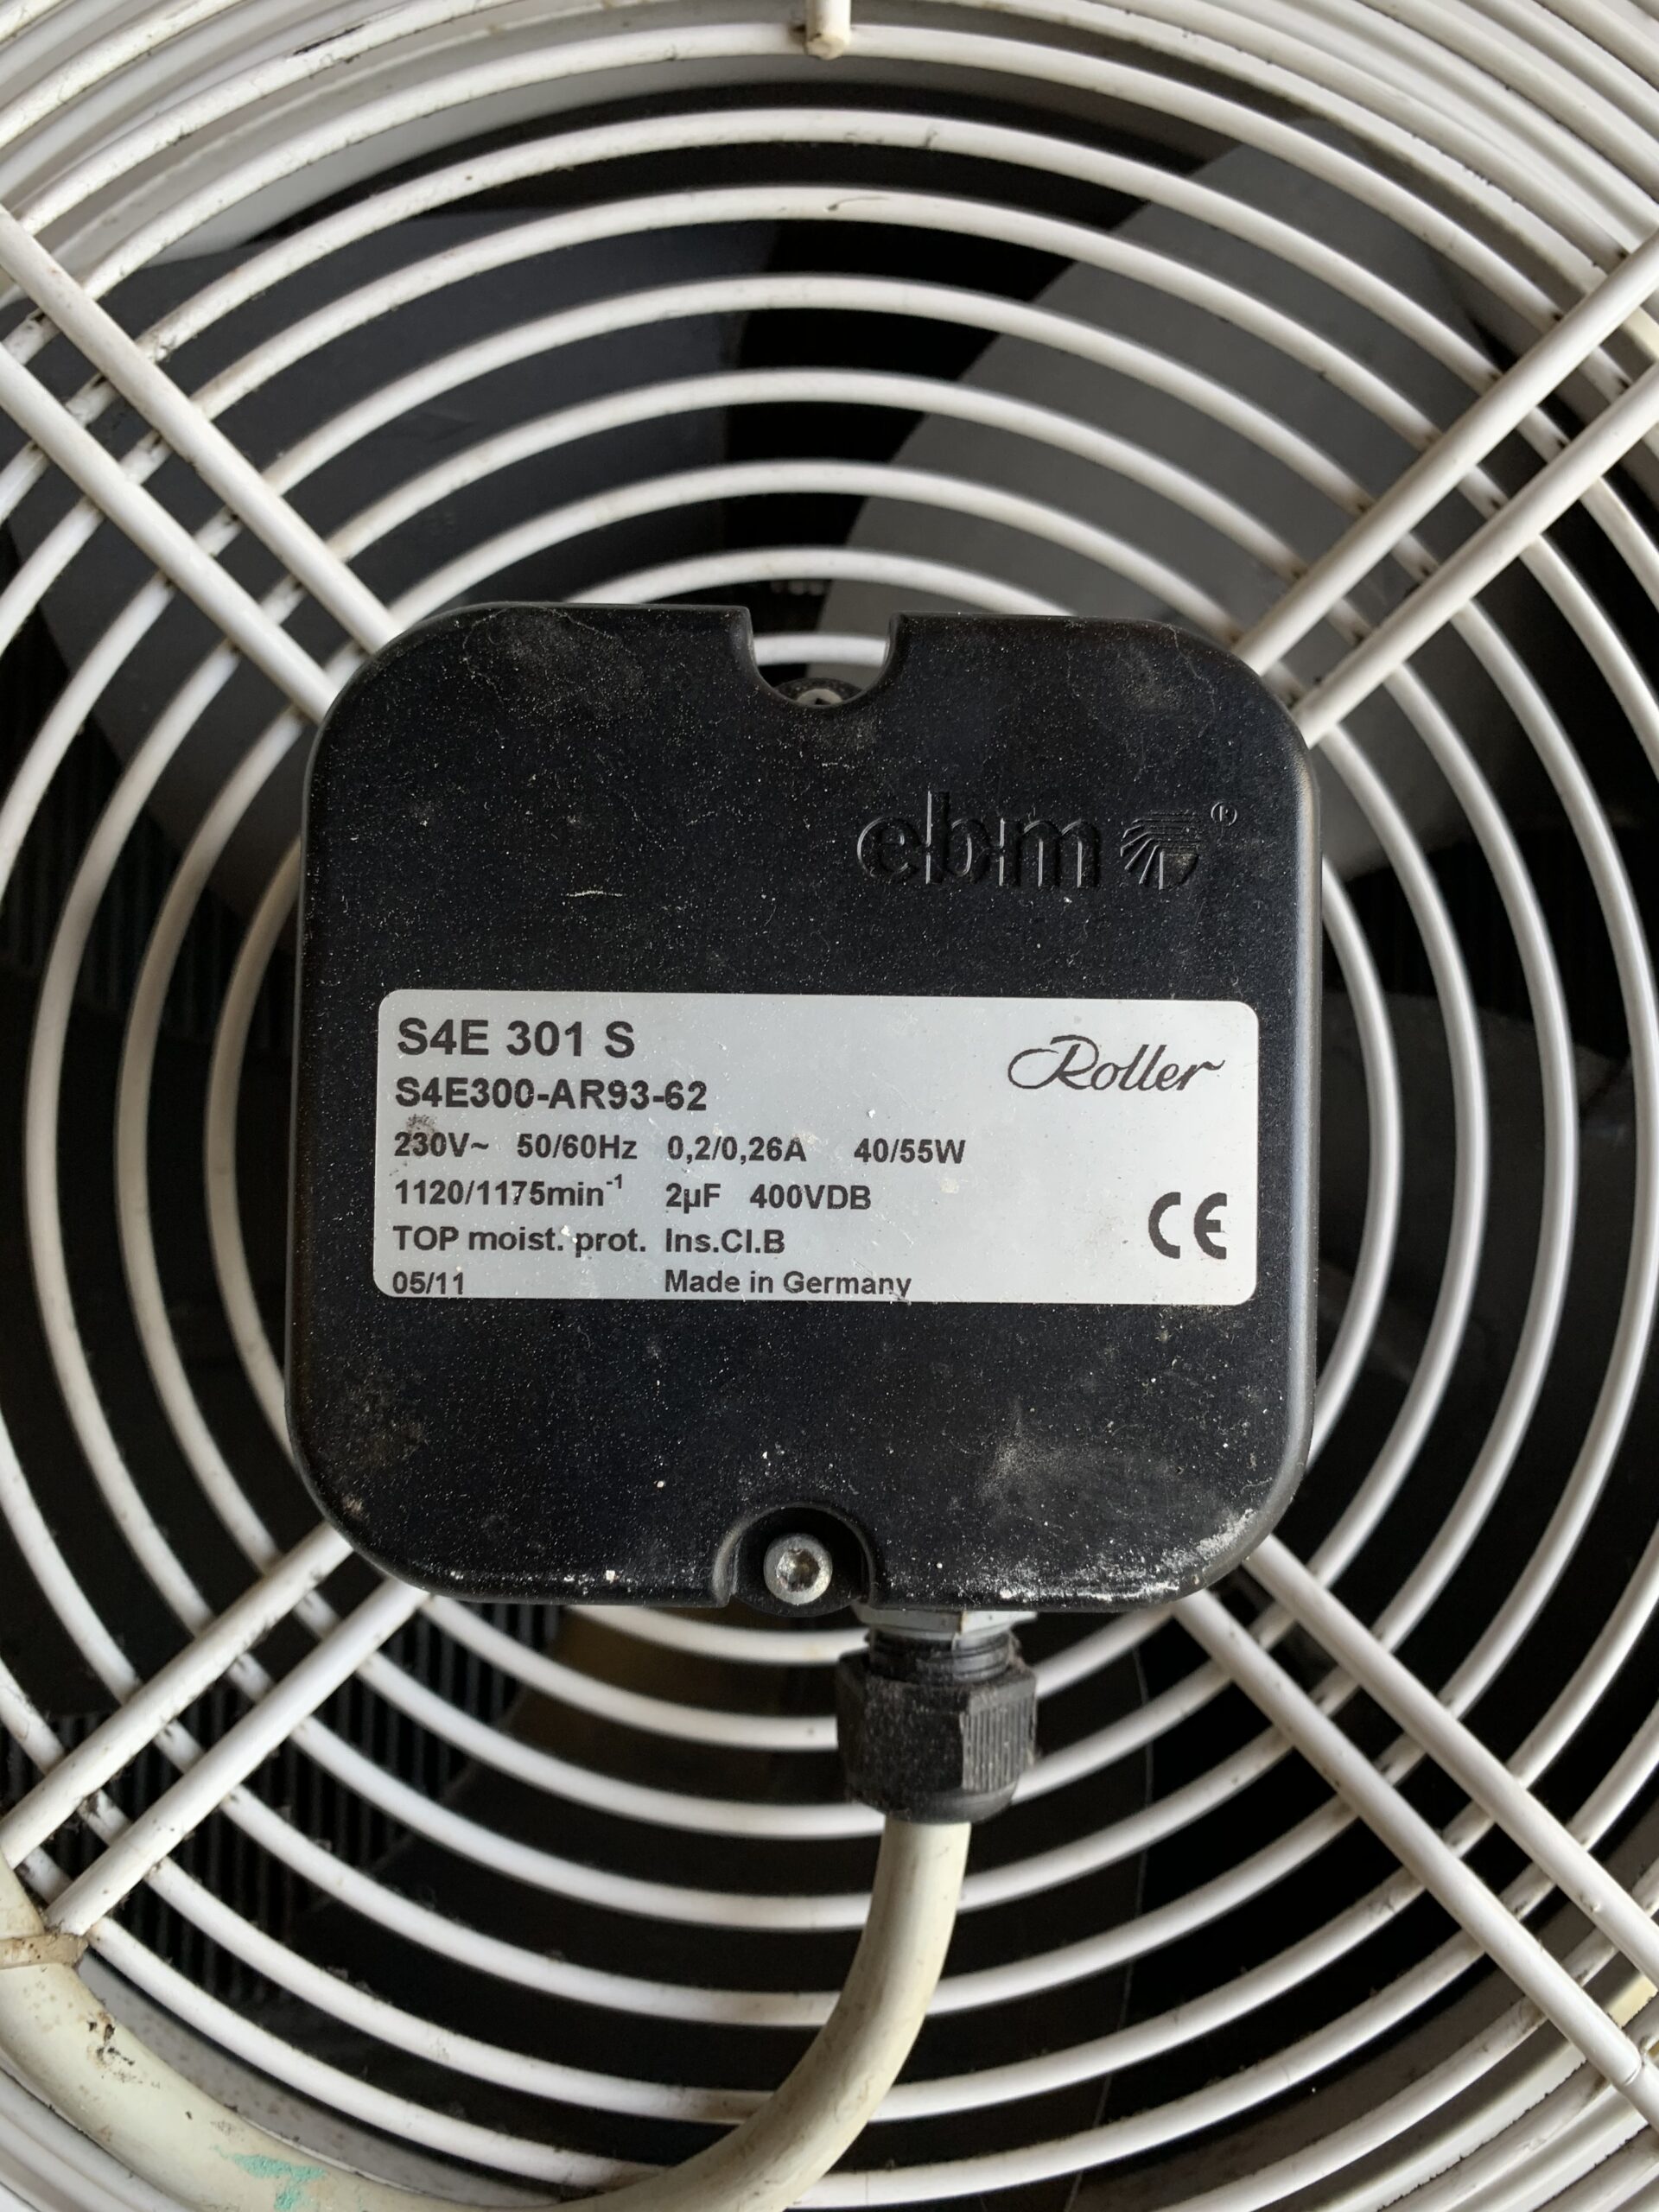 ebm ®
S4E 301 S
Roller
S4E300-AR93-62
230V~ 50/60Hz 0,2/0,26A 40/55W
1120/1175min⁻¹ 2µF 400VDB
TOP moist. prot. Ins.Cl.B
CE
05/11 Made in Germany